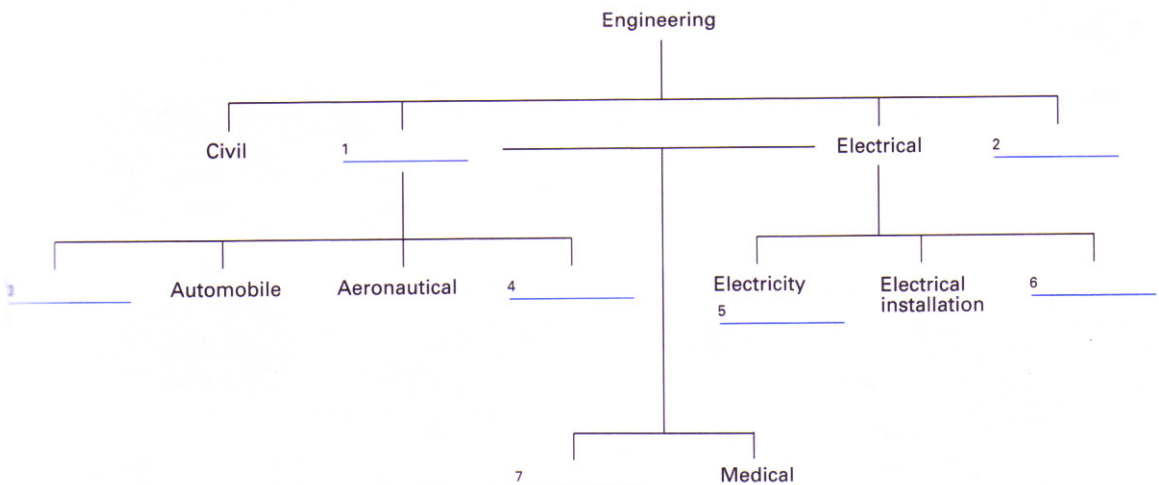 Engineering
Civil
1
Electrical
2
3
Automobile
Aeronautical
4
Electricity
5
Electrical
installation
6
7
Medical